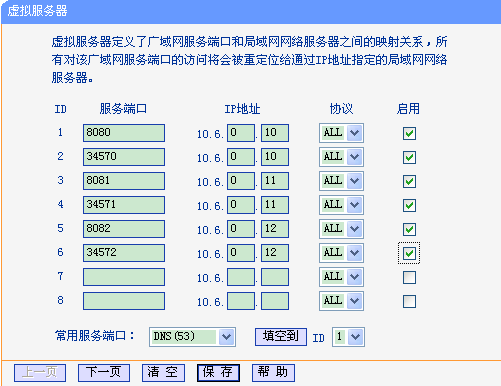 虚拟服务器
虚拟服务器定义了广域网服务端口和局域网网络服务器之间的映射关系，所
有对该广域网服务端口的访问将会被重定位给通过IP地址指定的局域网网络
服务器。
ID 服务端口 IP地址 协议 启用
1 8080 10.6. 0 . 10 ALL
2 34570 10.6. 0 . 10 ALL
3 8081 10.6. 0 . 11 ALL
4 34571 10.6. 0 . 11 ALL
5 8082 10.6. 0 . 12 ALL
6 34572 10.6. 0 . 12 ALL
7 10.6. . ALL
8 10.6. . ALL
常用服务端口： DNS(53) 填空到 ID 1
上一页 下一页 清 空 保 存 帮 助